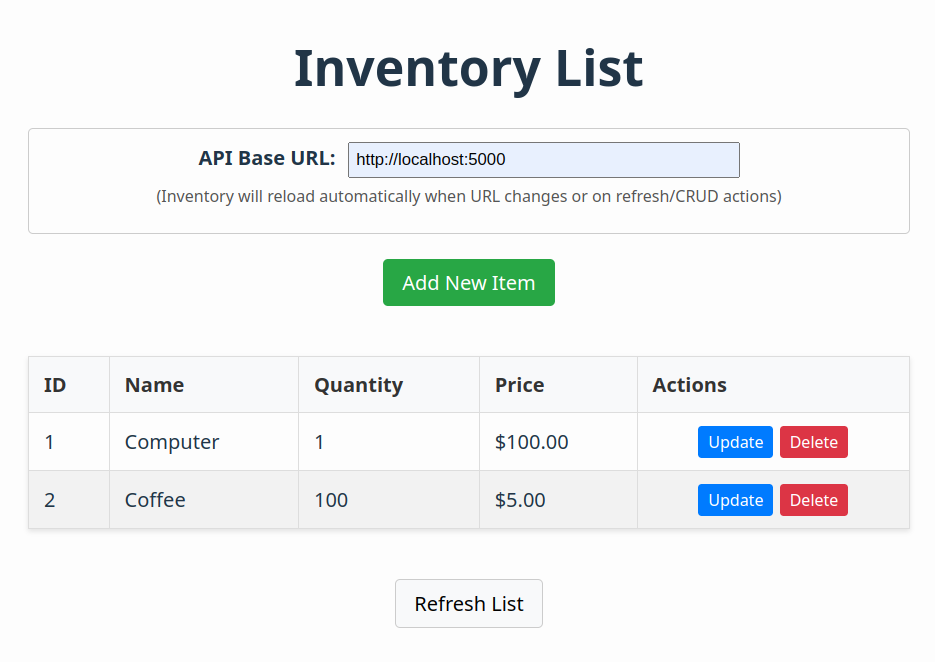 Inventory List
API Base URL: http://localhost:5000
(Inventory will reload automatically when URL changes or on refresh/CRUD actions)
Add New Item
ID Name Quantity Price Actions
1 Computer 1 $100.00 Update Delete
2 Coffee 100 $5.00 Update Delete
Refresh List